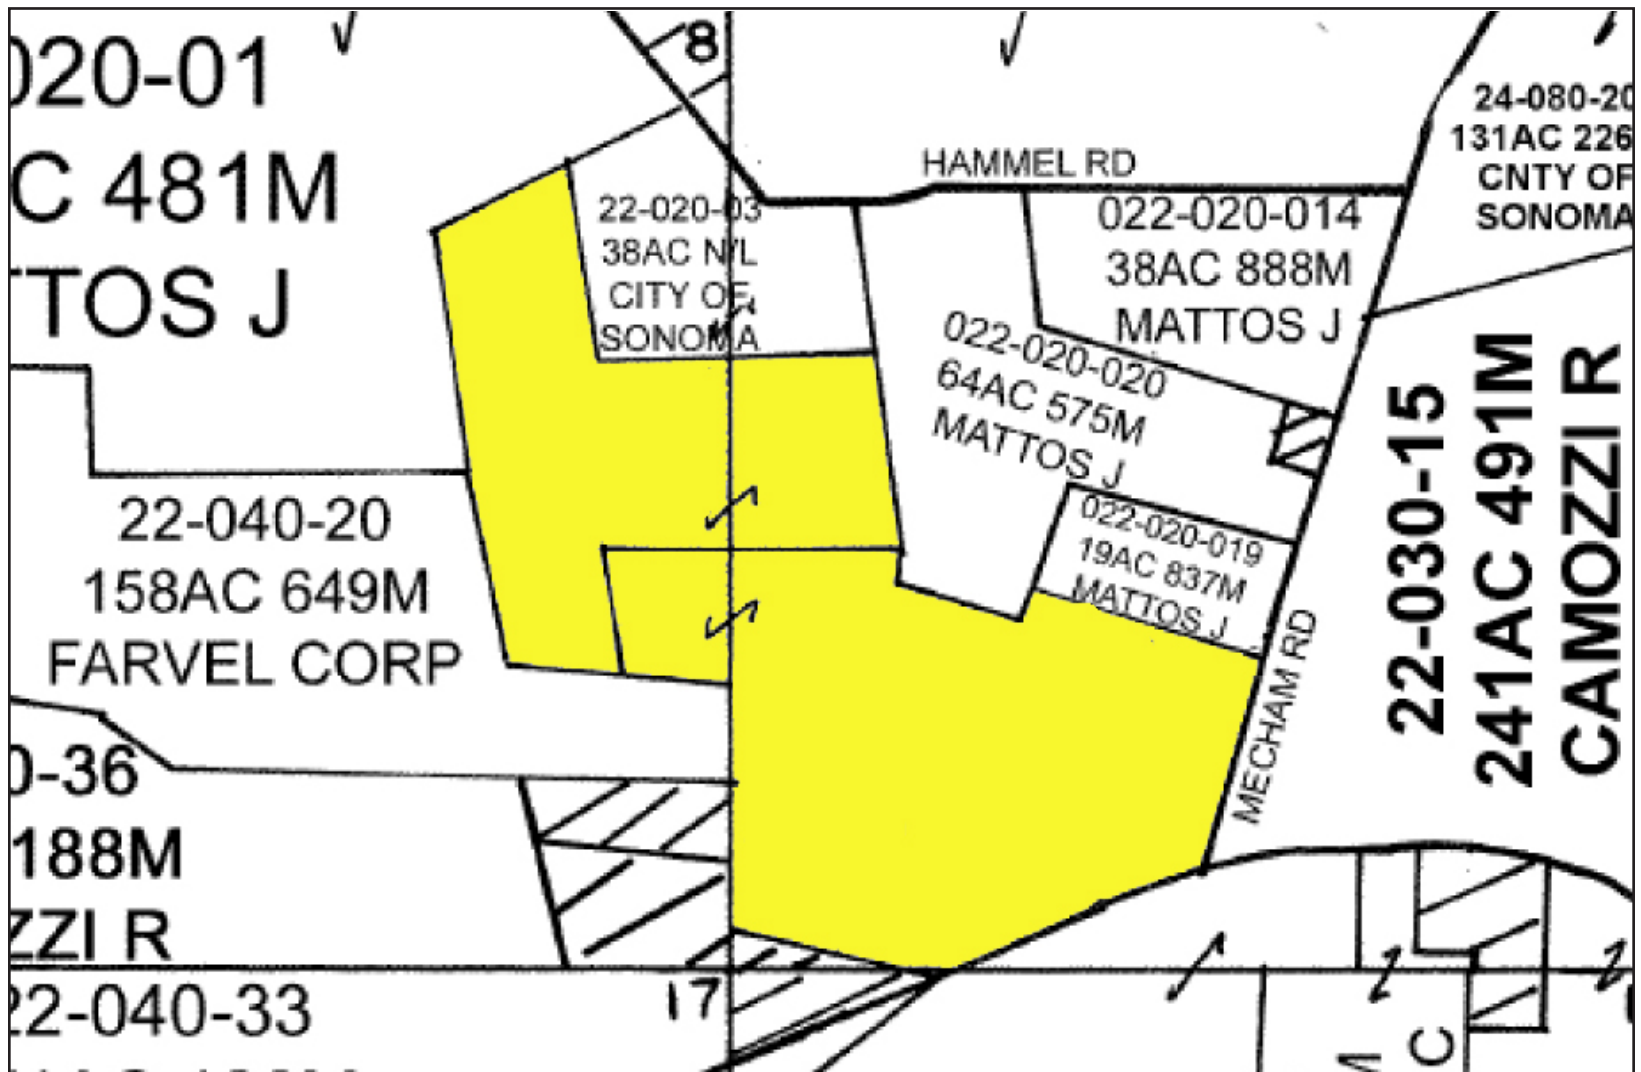 020-01
C 481M
TTOS J
8
HAMMEL RD
24-080-20
131AC 226
CNTY OF
SONOMA
22-020-03
38AC N/L
CITY OF
SONOMA
022-020-014
38AC 888M
MATTOS J
022-020-020
64AC 575M
MATTOS J
022-020-019
19AC 837M
MATTOS J
22-040-20
158AC 649M
FARVEL CORP
MECHAM RD
22-030-15
241AC 491M
CAMOZZI R
0-36
188M
ZZI R
17
22-040-33
M
C